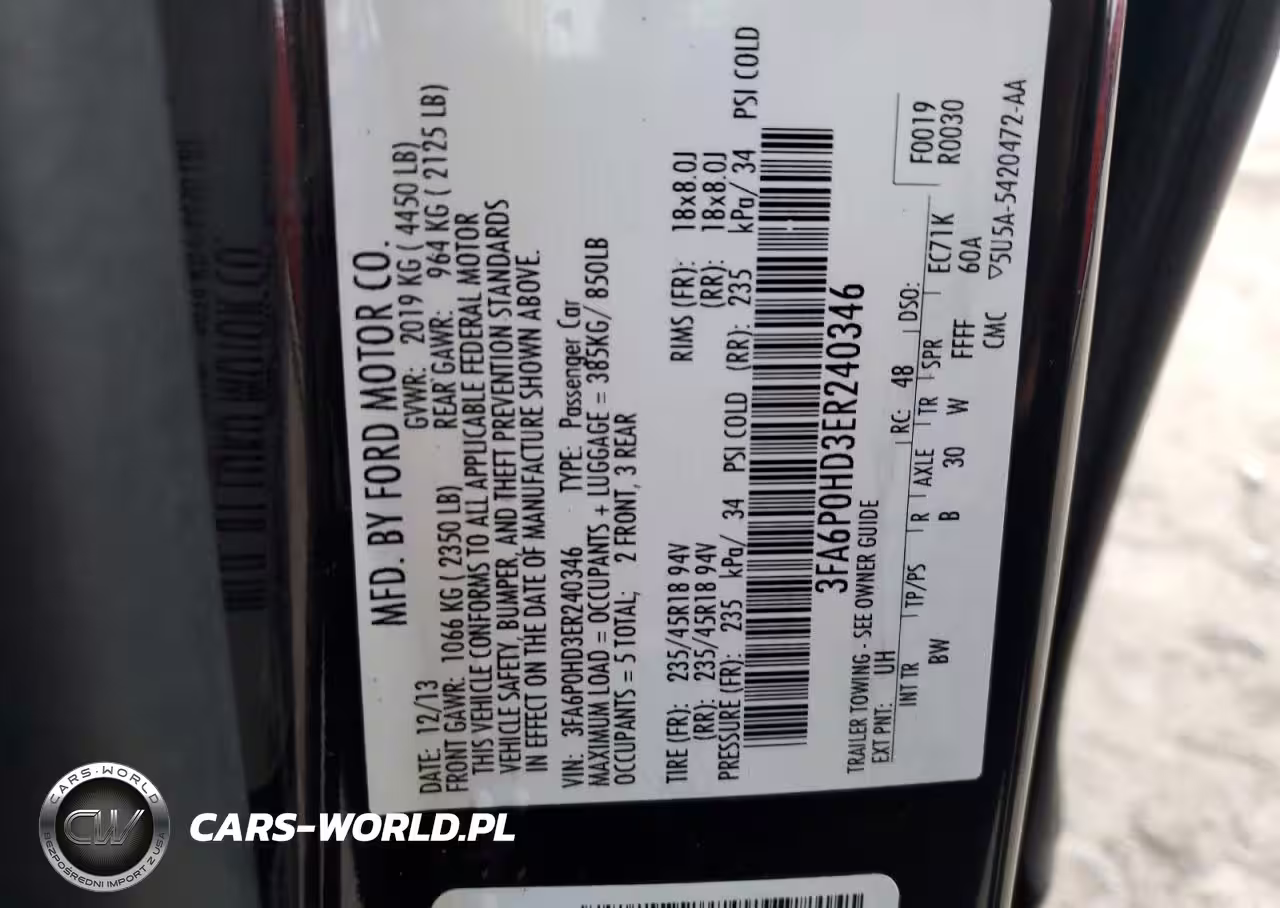 MFD. BY FORD MOTOR CO.
DATE: 12/13 GVWR: 2019 KG ( 4450 LB)
FRONT GAWR: 1066 KG ( 2350 LB) REAR GAWR: 964 KG ( 2125 LB)
THIS VEHICLE CONFORMS TO ALL APPLICABLE FEDERAL MOTOR
VEHICLE SAFETY, BUMPER, AND THEFT PREVENTION STANDARDS
IN EFFECT ON THE DATE OF MANUFACTURE SHOWN ABOVE.
VIN: 3FA6P0HD3ER240346 TYPE: Passenger Car
MAXIMUM LOAD = OCCUPANTS + LUGGAGE = 385KG/ 850LB
OCCUPANTS = 5 TOTAL; 2 FRONT, 3 REAR
TIRE (FR): 235/45R18 94V RIMS (FR): 18x8.0J
(RR): 235/45R18 94V (RR): 18x8.0J
PRESSURE (FR): 235 kPa/ 34 PSI COLD (RR): 235 kPa/ 34 PSI COLD
3FA6P0HD3ER240346
TRAILER TOWING - SEE OWNER GUIDE
EXT PNT: UH RC: 48 DSO: F0019
INT TR TP/PS R AXLE TR SPR EC71K R0030
BW B 30 W FFFF 60A
CMC ▽5U5A-5420472-AA
CARS-WORLD
CW
BEZPOŚREDNI IMPORT Z USA
CARS-WORLD.PL